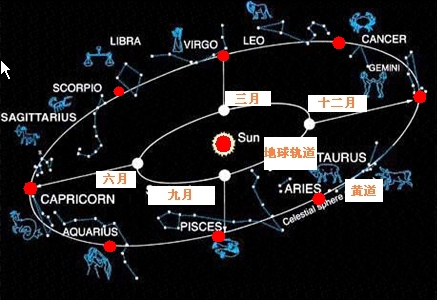 LIBRA
VIRGO
LEO
CANCER
GEMINI
SCORPIO
三月
十二月
SAGITTARIUS
Sun
地球轨道
TAURUS
六月
九月
ARIES
黄道
CAPRICORN
Celestial sphere
AQUARIUS
PISCES